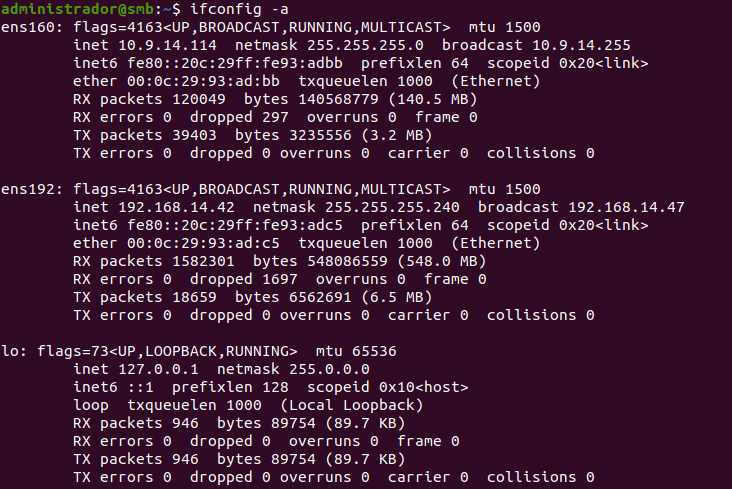 administrador@smb:~$ ifconfig -a
ens160: flags=4163<UP,BROADCAST,RUNNING,MULTICAST>  mtu 1500
        inet 10.9.14.114  netmask 255.255.255.0  broadcast 10.9.14.255
        inet6 fe80::20c:29ff:fe93:adbb  prefixlen 64  scopeid 0x20<link>
        ether 00:0c:29:93:ad:bb  txqueuelen 1000  (Ethernet)
        RX packets 120049  bytes 140568779 (140.5 MB)
        RX errors 0  dropped 297  overruns 0  frame 0
        TX packets 39403  bytes 3235556 (3.2 MB)
        TX errors 0  dropped 0 overruns 0  carrier 0  collisions 0

ens192: flags=4163<UP,BROADCAST,RUNNING,MULTICAST>  mtu 1500
        inet 192.168.14.42  netmask 255.255.255.240  broadcast 192.168.14.47
        inet6 fe80::20c:29ff:fe93:adc5  prefixlen 64  scopeid 0x20<link>
        ether 00:0c:29:93:ad:c5  txqueuelen 1000  (Ethernet)
        RX packets 1582301  bytes 548086559 (548.0 MB)
        RX errors 0  dropped 1697  overruns 0  frame 0
        TX packets 18659  bytes 6562691 (6.5 MB)
        TX errors 0  dropped 0 overruns 0  carrier 0  collisions 0

lo: flags=73<UP,LOOPBACK,RUNNING>  mtu 65536
        inet 127.0.0.1  netmask 255.0.0.0
        inet6 ::1  prefixlen 128  scopeid 0x10<host>
        loop  txqueuelen 1000  (Local Loopback)
        RX packets 946  bytes 89754 (89.7 KB)
        RX errors 0  dropped 0  overruns 0  frame 0
        TX packets 946  bytes 89754 (89.7 KB)
        TX errors 0  dropped 0 overruns 0  carrier 0  collisions 0